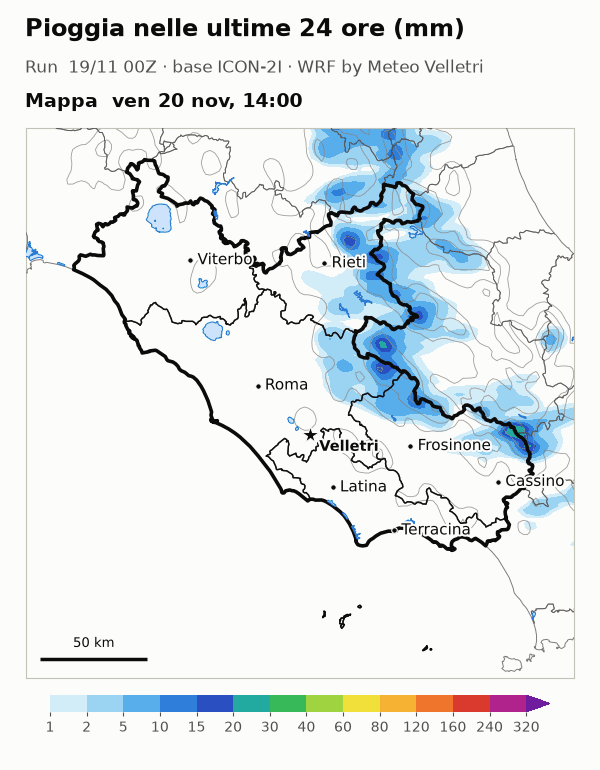 Pioggia nelle ultime 24 ore (mm)
Run  19/11 00Z · base ICON-2I · WRF by Meteo Velletri
Mappa  ven 20 nov, 14:00
Viterbo
Rieti
Roma
Velletri
Frosinone
Latina
Cassino
Terracina
50 km
1 2 5 10 15 20 30 40 60 80 120 160 240 320